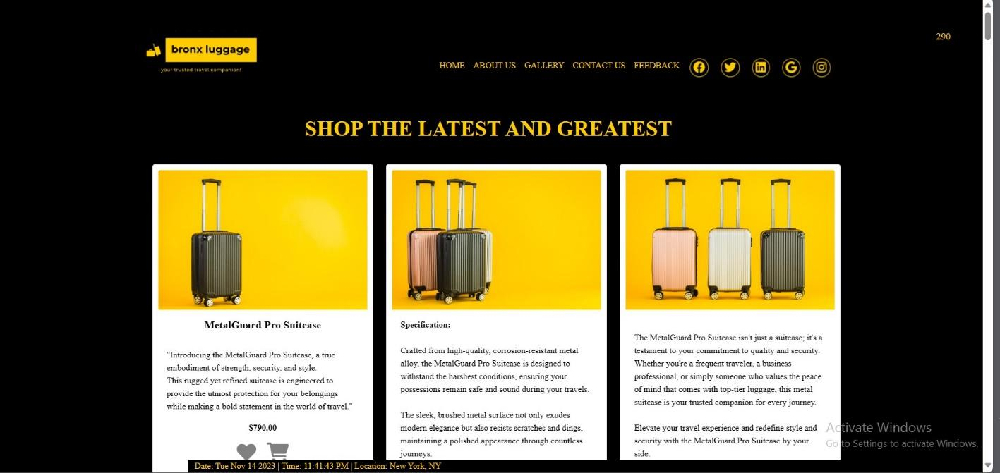 290
bronx luggage
your trusted travel companion!
HOME ABOUT US GALLERY CONTACT US FEEDBACK
SHOP THE LATEST AND GREATEST
MetalGuard Pro Suitcase
"Introducing the MetalGuard Pro Suitcase, a true
embodiment of strength, security, and style.
This rugged yet refined suitcase is engineered to
provide the utmost protection for your belongings
while making a bold statement in the world of travel."
$790.00
Specification:
Crafted from high-quality, corrosion-resistant metal
alloy, the MetalGuard Pro Suitcase is designed to
withstand the harshest conditions, ensuring your
possessions remain safe and sound during your travels.
The sleek, brushed metal surface not only exudes
modern elegance but also resists scratches and dings,
maintaining a polished appearance through countless
journeys.
The MetalGuard Pro Suitcase isn't just a suitcase; it's a
testament to your commitment to quality and security.
Whether you're a frequent traveler, a business
professional, or simply someone who values the peace
of mind that comes with top-tier luggage, this metal
suitcase is your trusted companion for every journey.
Elevate your travel experience and redefine style and
security with the MetalGuard Pro Suitcase by your
side.
Activate Windows
Go to Settings to activate Windows.
Date: Tue Nov 14 2023 | Time: 11:41:43 PM | Location: New York, NY